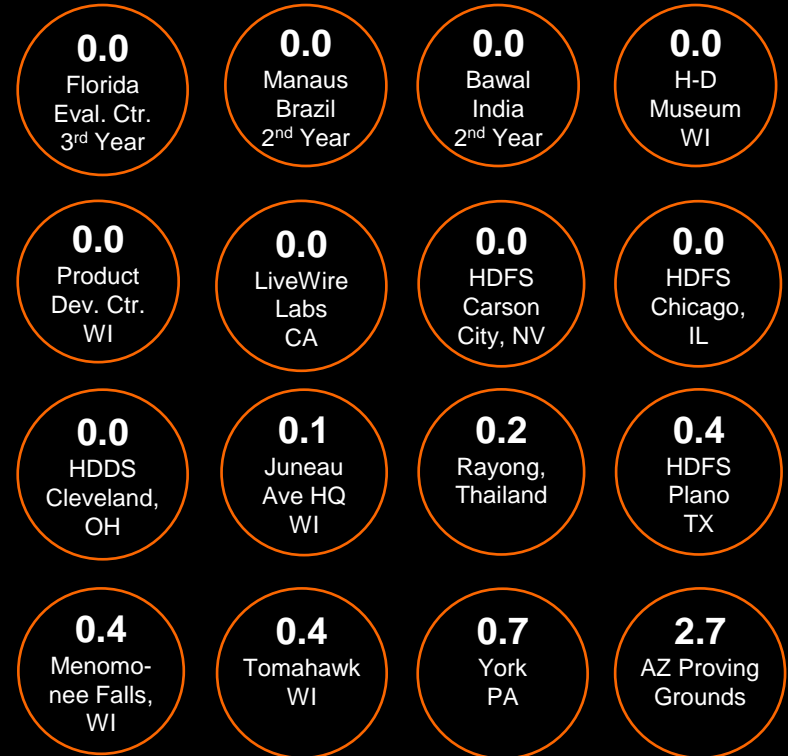 0.0
Florida
Eval. Ctr.
3rd Year
0.0
Manaus
Brazil
2nd Year
0.0
Bawal
India
2nd Year
0.0
H-D
Museum
WI
0.0
Product
Dev. Ctr.
WI
0.0
LiveWire
Labs
CA
0.0
HDFS
Carson
City, NV
0.0
HDFS
Chicago,
IL
0.0
HDDS
Cleveland,
OH
0.1
Juneau
Ave HQ
WI
0.2
Rayong,
Thailand
0.4
HDFS
Plano
TX
0.4
Menomo-
nee Falls,
WI
0.4
Tomahawk
WI
0.7
York
PA
2.7
AZ Proving
Grounds